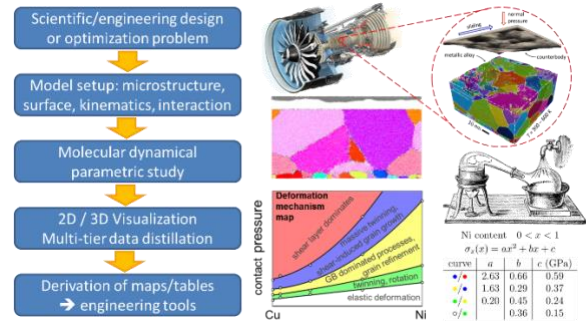 Scientific/engineering design
or optimization problem
Model setup: microstructure,
surface, kinematics, interaction
Molecular dynamical
parametric study
2D / 3D Visualization
Multi-tier data distillation
Derivation of maps/tables
➔ engineering tools
sliding
normal
pressure
metallic alloy
counterbody
Deformation
mechanism
map
shear layer dominates
massive twinning,
shear-induced grain growth
GB dominated processes,
grain refinement
twinning, rotation
elastic deformation
contact pressure
Cu
Ni
Ni content 0 < x < 1
σₛ(x) = ax² + bx + c
curve a b c (GPa)
2.63 0.66 0.59
1.63 0.29 0.37
0.20 0.45 0.24
0.36 0.15